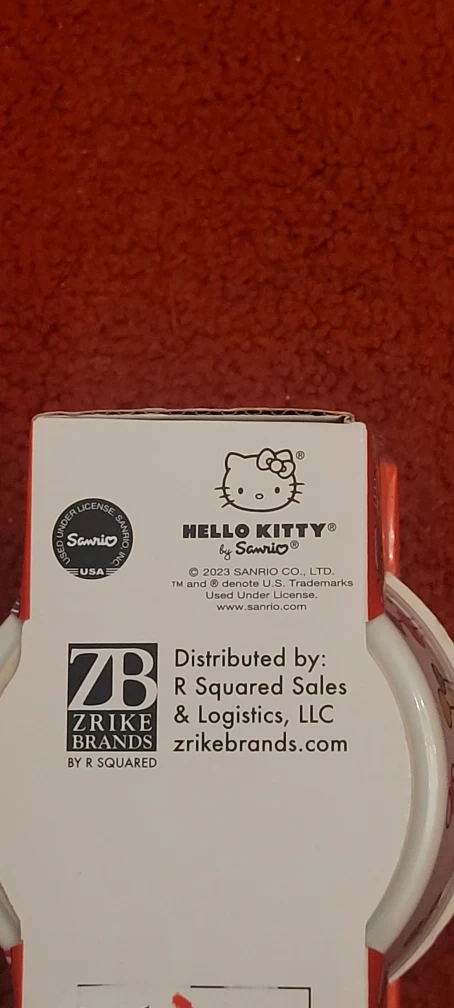 HELLO KITTY®
by Sanrio®
USED UNDER LICENSE SANRIO INC.
Sanrio
USA
© 2023 SANRIO CO., LTD.
TM and ® denote U.S. Trademarks
Used Under License.
www.sanrio.com
ZB
ZRIKE
BRANDS
BY R SQUARED
Distributed by:
R Squared Sales
& Logistics, LLC
zrikebrands.com